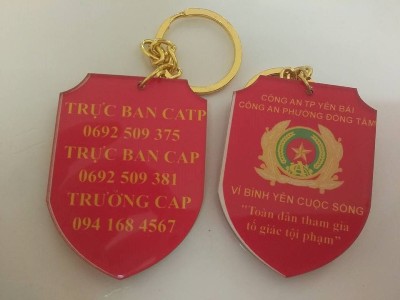 TRỰC BAN CATP
0692 509 375
TRỰC BAN CAP
0692 509 381
TRƯỞNG CAP
094 168 4567
CÔNG AN TP YÊN BÁI
CÔNG AN PHƯỜNG ĐỒNG TÂM
VÌ BÌNH YÊN CUỘC SỐNG
"Toàn dân tham gia
tố giác tội phạm"